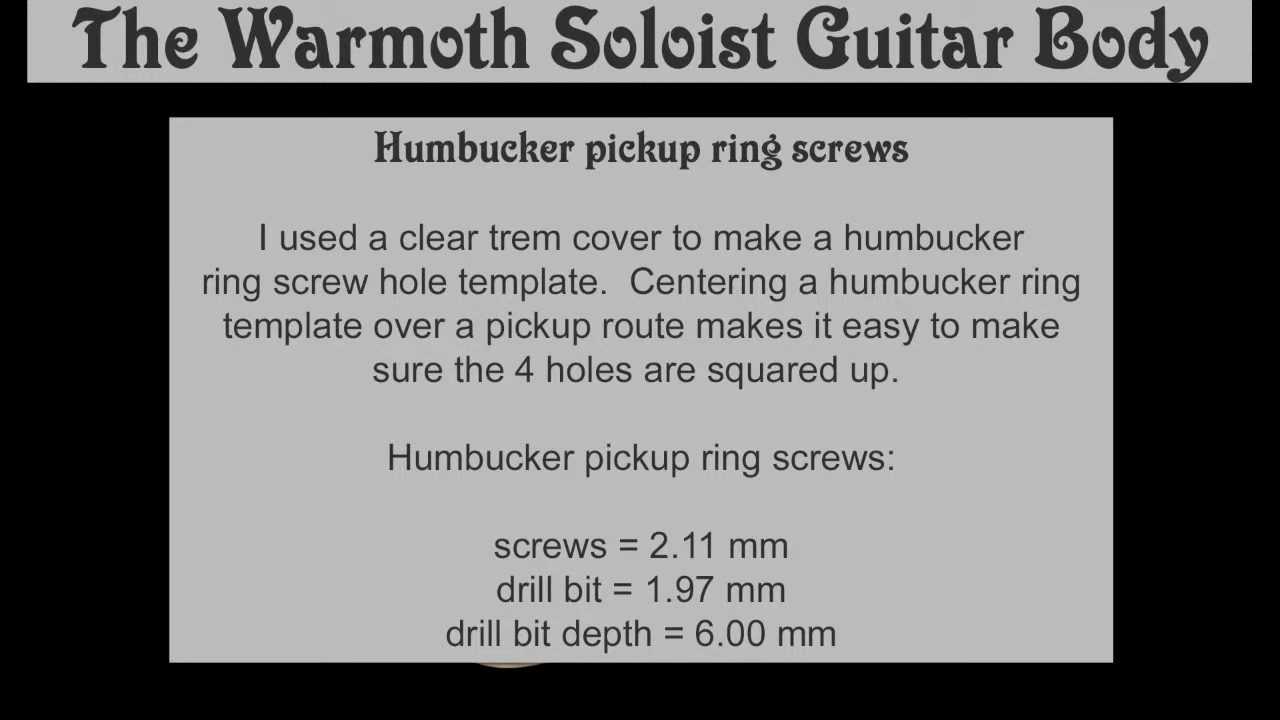 The Warmoth Soloist Guitar Body
Humbucker pickup ring screws
I used a clear trem cover to make a humbucker
ring screw hole template.  Centering a humbucker ring
template over a pickup route makes it easy to make
sure the 4 holes are squared up.
Humbucker pickup ring screws:
screws = 2.11 mm
drill bit = 1.97 mm
drill bit depth = 6.00 mm